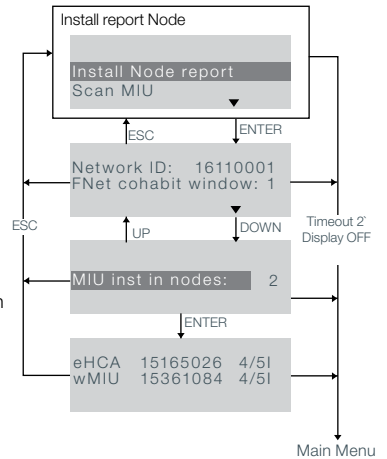 Install report Node
Install Node report
Scan MIU
ESC
ENTER
Network ID: 16110001
FNet cohabit window: 1
ESC
UP
DOWN
Timeout 2`
Display OFF
MIU inst in nodes: 2
ENTER
eHCA 15165026 4/5I
wMIU 15361084 4/5I
Main Menu